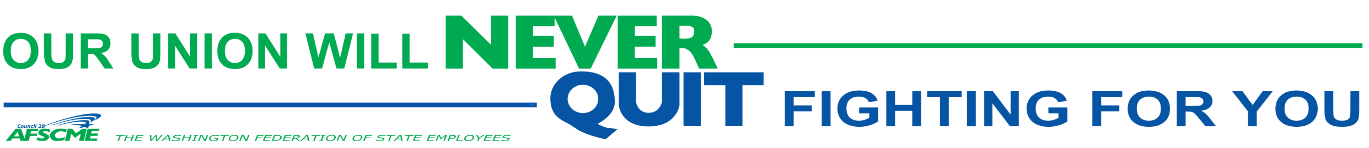 OUR UNION WILL NEVER
QUIT FIGHTING FOR YOU
Council 28
AFSCME THE WASHINGTON FEDERATION OF STATE EMPLOYEES